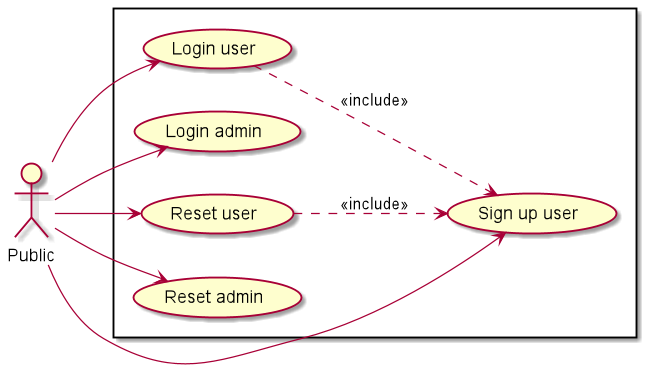 Login user
«include»
Login admin
Reset user
«include»
Sign up user
Public
Reset admin